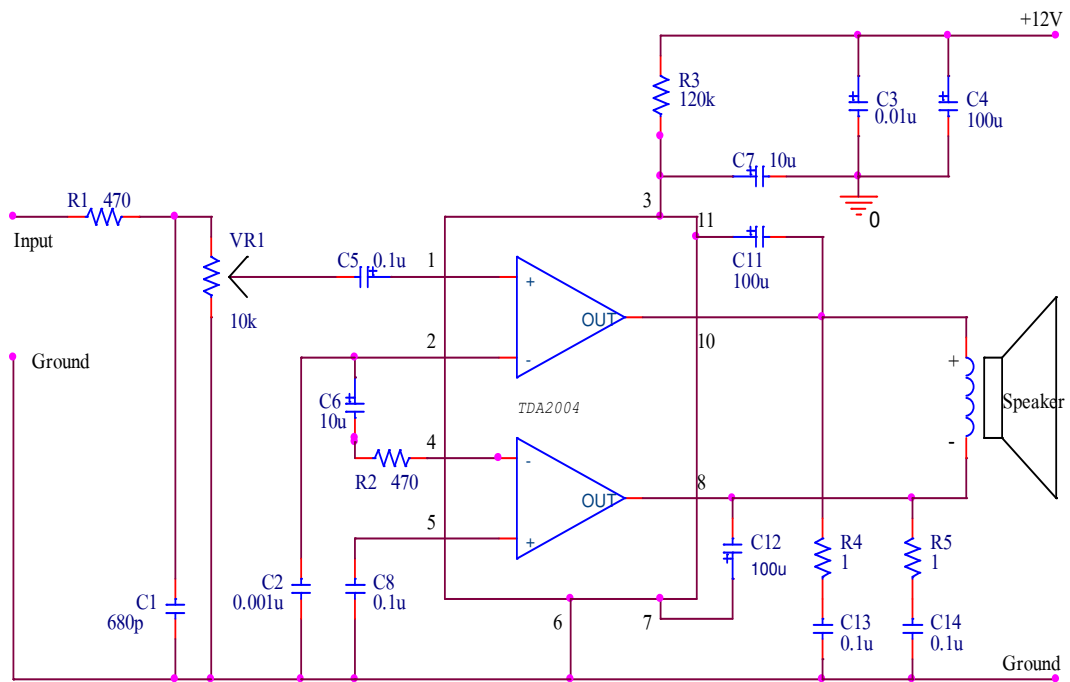 +12V
R3
120k
C3
0.01u
C4
100u
C7 10u
R1 470
3
11
0
Input
VR1
C5 0.1u
1
+
C11
100u
10k
OUT
2
10
-
Ground
+
C6
10u
TDA2004
Speaker
4
-
-
R2 470
8
OUT
5
+
C12
100u
R4
1
R5
1
C2
0.001u
C8
0.1u
C1
680p
6
7
C13
0.1u
C14
0.1u
Ground